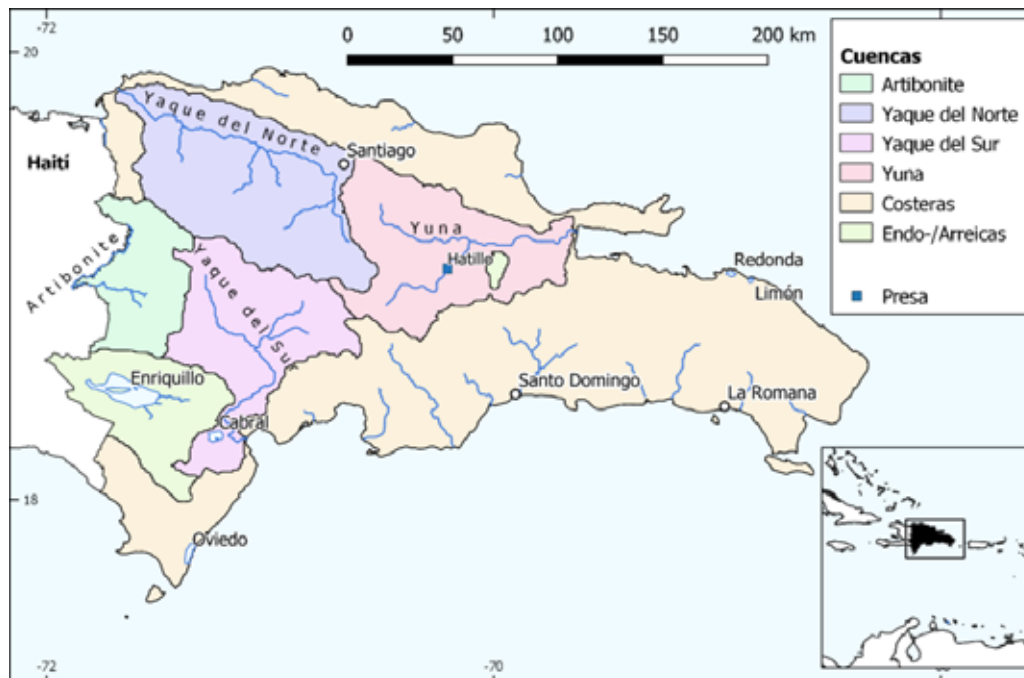 -72
20
0 50 100 150 200 km
Cuencas
Artibonite
Yaque del Norte
Yaque del Sur
Yuna
Costeras
Endo-/Arreicas
Presa
Haití
Yaque del Norte
Santiago
Artibonite
Yaque del Sur
Yuna
Hatillo
Redonda
Limón
Enriquillo
Santo Domingo
La Romana
Cabral
18
Oviedo
-72
-70